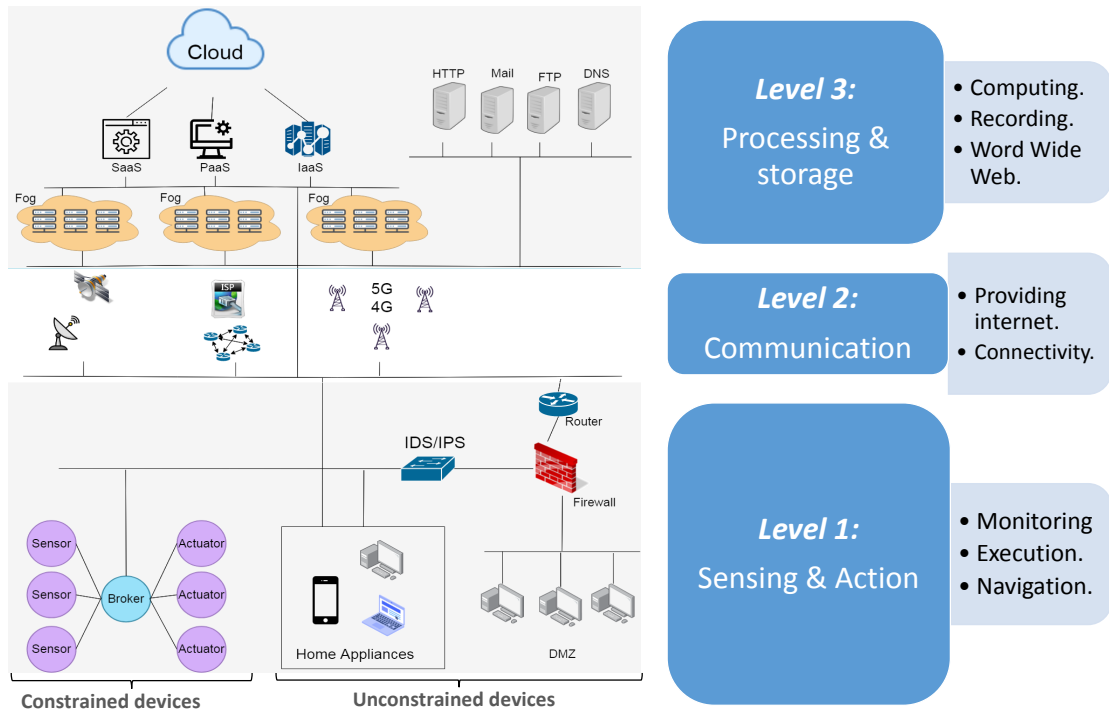 Cloud
HTTP
Mail
FTP
DNS
SaaS
PaaS
IaaS
Fog
Fog
Fog
ISP
5G
4G
Router
IDS/IPS
Firewall
Sensor
Actuator
Sensor
Broker
Actuator
Sensor
Actuator
Home Appliances
DMZ
Constrained devices
Unconstrained devices
Level 3:
Processing &
storage
• Computing.
• Recording.
• Word Wide
Web.
Level 2:
Communication
• Providing
internet.
• Connectivity.
Level 1:
Sensing & Action
• Monitoring
• Execution.
• Navigation.